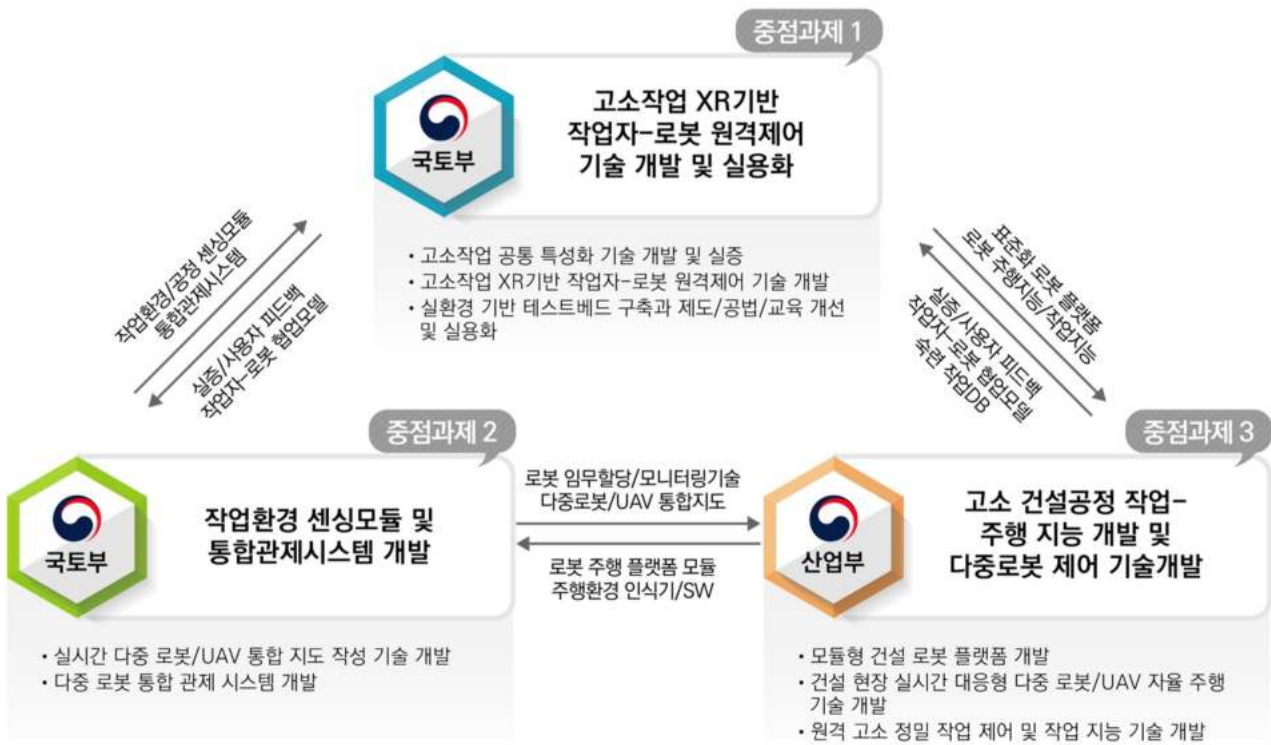 중점과제 1
국토부
고소작업 XR기반
작업자-로봇 원격제어
기술 개발 및 실용화
• 고소작업 공통 특성화 기술 개발 및 실증
• 고소작업 XR기반 작업자-로봇 원격제어 기술 개발
• 실환경 기반 테스트베드 구축과 제도/공법/교육 개선
및 실용화
작업환경/공정 센싱모듈
통합관제시스템
실증/사용자 피드백
작업자-로봇 협업모델
표준화 로봇 플랫폼
로봇 주행지능/작업지능
실증/사용자 피드백
작업자-로봇 협업모델
숙련 작업DB
중점과제 2
국토부
작업환경 센싱모듈 및
통합관제시스템 개발
• 실시간 다중 로봇/UAV 통합 지도 작성 기술 개발
• 다중 로봇 통합 관제 시스템 개발
로봇 임무할당/모니터링기술
다중로봇/UAV 통합지도
로봇 주행 플랫폼 모듈
주행환경 인식기/SW
중점과제 3
산업부
고소 건설공정 작업-
주행 지능 개발 및
다중로봇 제어 기술개발
• 모듈형 건설 로봇 플랫폼 개발
• 건설 현장 실시간 대응형 다중 로봇/UAV 자율 주행
기술 개발
• 원격 고소 정밀 작업 제어 및 작업 지능 기술 개발